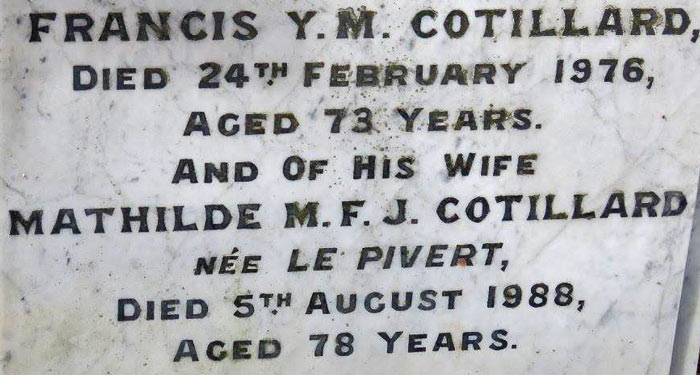 FRANCIS Y. M. COTILLARD,
DIED 24TH FEBRUARY 1976,
AGED 73 YEARS.
AND OF HIS WIFE
MATHILDE M. F. J. COTILLARD
NÉE LE PIVERT,
DIED 5TH AUGUST 1988,
AGED 78 YEARS.